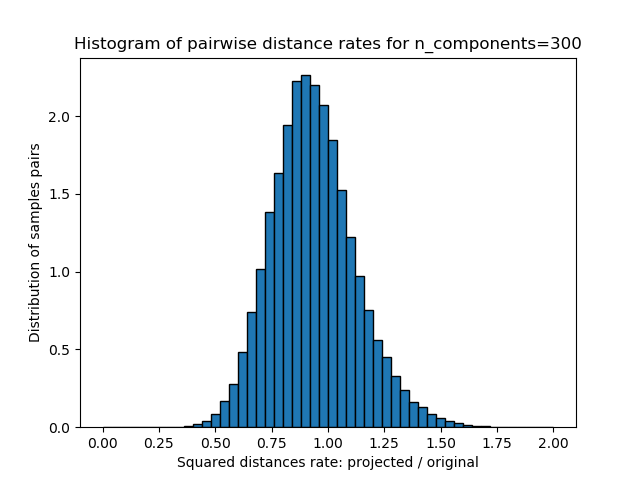 Histogram of pairwise distance rates for n_components=300
Distribution of samples pairs
2.0
1.5
1.0
0.5
0.0
0.00 0.25 0.50 0.75 1.00 1.25 1.50 1.75 2.00
Squared distances rate: projected / original